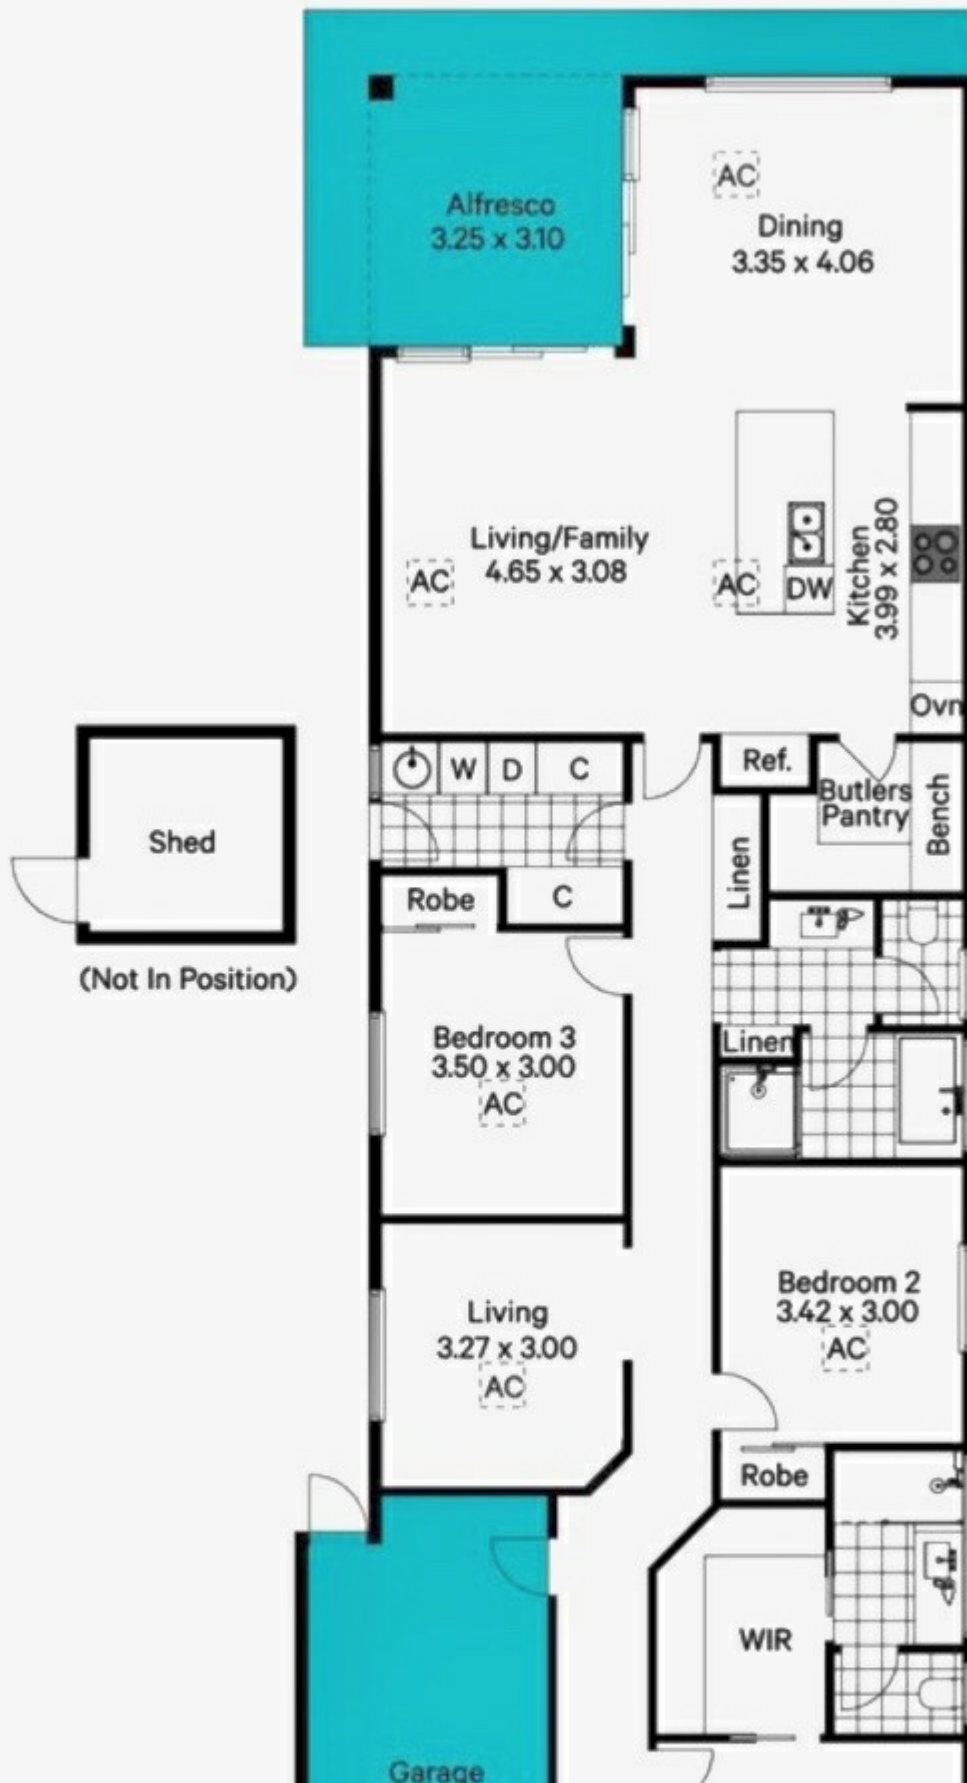 AC
Alfresco
3.25 x 3.10
Dining
3.35 x 4.06
Living/Family
4.65 x 3.08
AC
AC
DW
Kitchen
3.99 x 2.80
Ovn
W
D
C
Ref.
Butlers
Pantry
Bench
Shed
(Not In Position)
Robe
C
Linen
Linen
Bedroom 3
3.50 x 3.00
AC
Living
3.27 x 3.00
AC
Bedroom 2
3.42 x 3.00
AC
Robe
WIR
Garage